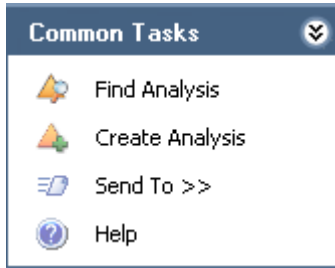 Common Tasks
Find Analysis
Create Analysis
Send To >>
Help